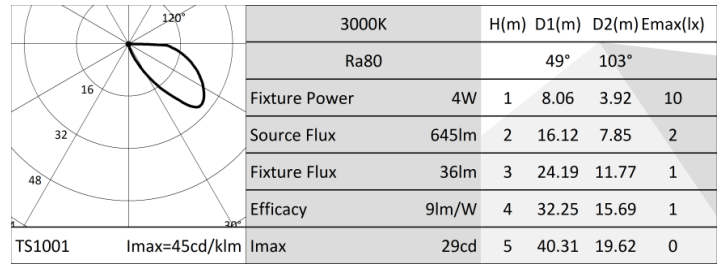 120°
16
32
48
30°
TS1001 Imax=45cd/klm
3000K H(m) D1(m) D2(m) Emax(lx)
Ra80 49° 103°
Fixture Power 4W 1 8.06 3.92 10
Source Flux 645lm 2 16.12 7.85 2
Fixture Flux 36lm 3 24.19 11.77 1
Efficacy 9lm/W 4 32.25 15.69 1
Imax 29cd 5 40.31 19.62 0